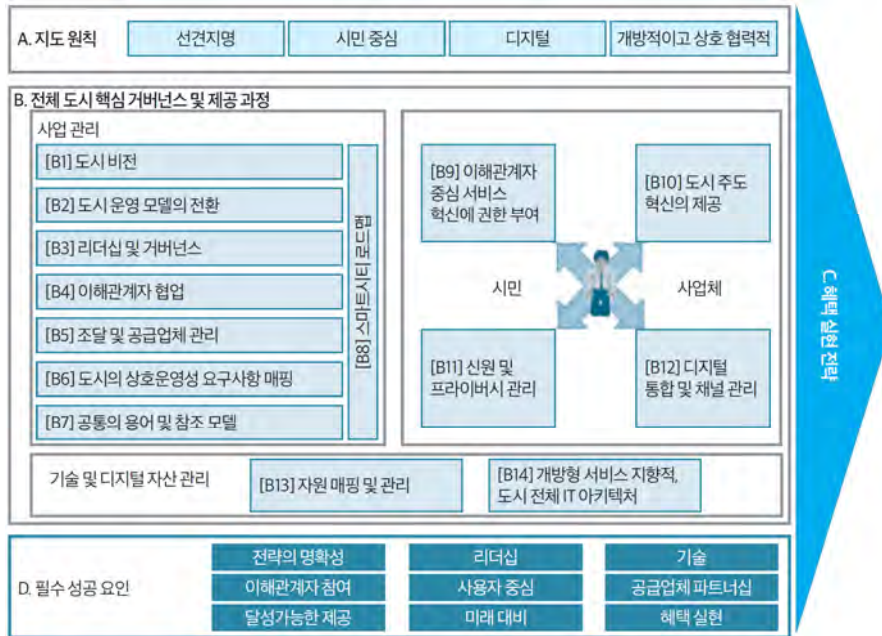 A. 지도 원칙
선견지명
시민 중심
디지털
개방적이고 상호 협력적
B. 전체 도시 핵심 거버넌스 및 제공 과정
사업 관리
[B1] 도시 비전
[B2] 도시 운영 모델의 전환
[B3] 리더십 및 거버넌스
[B4] 이해관계자 협업
[B5] 조달 및 공급업체 관리
[B6] 도시의 상호운영성 요구사항 매핑
[B7] 공통의 용어 및 참조 모델
[B8] 스마트시티 로드맵
[B9] 이해관계자
중심 서비스
혁신에 권한 부여
[B10] 도시 주도
혁신의 제공
시민
사업체
[B11] 신원 및
프라이버시 관리
[B12] 디지털
통합 및 채널 관리
기술 및 디지털 자산 관리
[B13] 자원 매핑 및 관리
[B14] 개방형 서비스 지향적,
도시 전체 IT 아키텍처
C. 혜택 실현 전략
D. 필수 성공 요인
전략의 명확성
리더십
기술
이해관계자 참여
사용자 중심
공급업체 파트너십
달성가능한 제공
미래 대비
혜택 실현